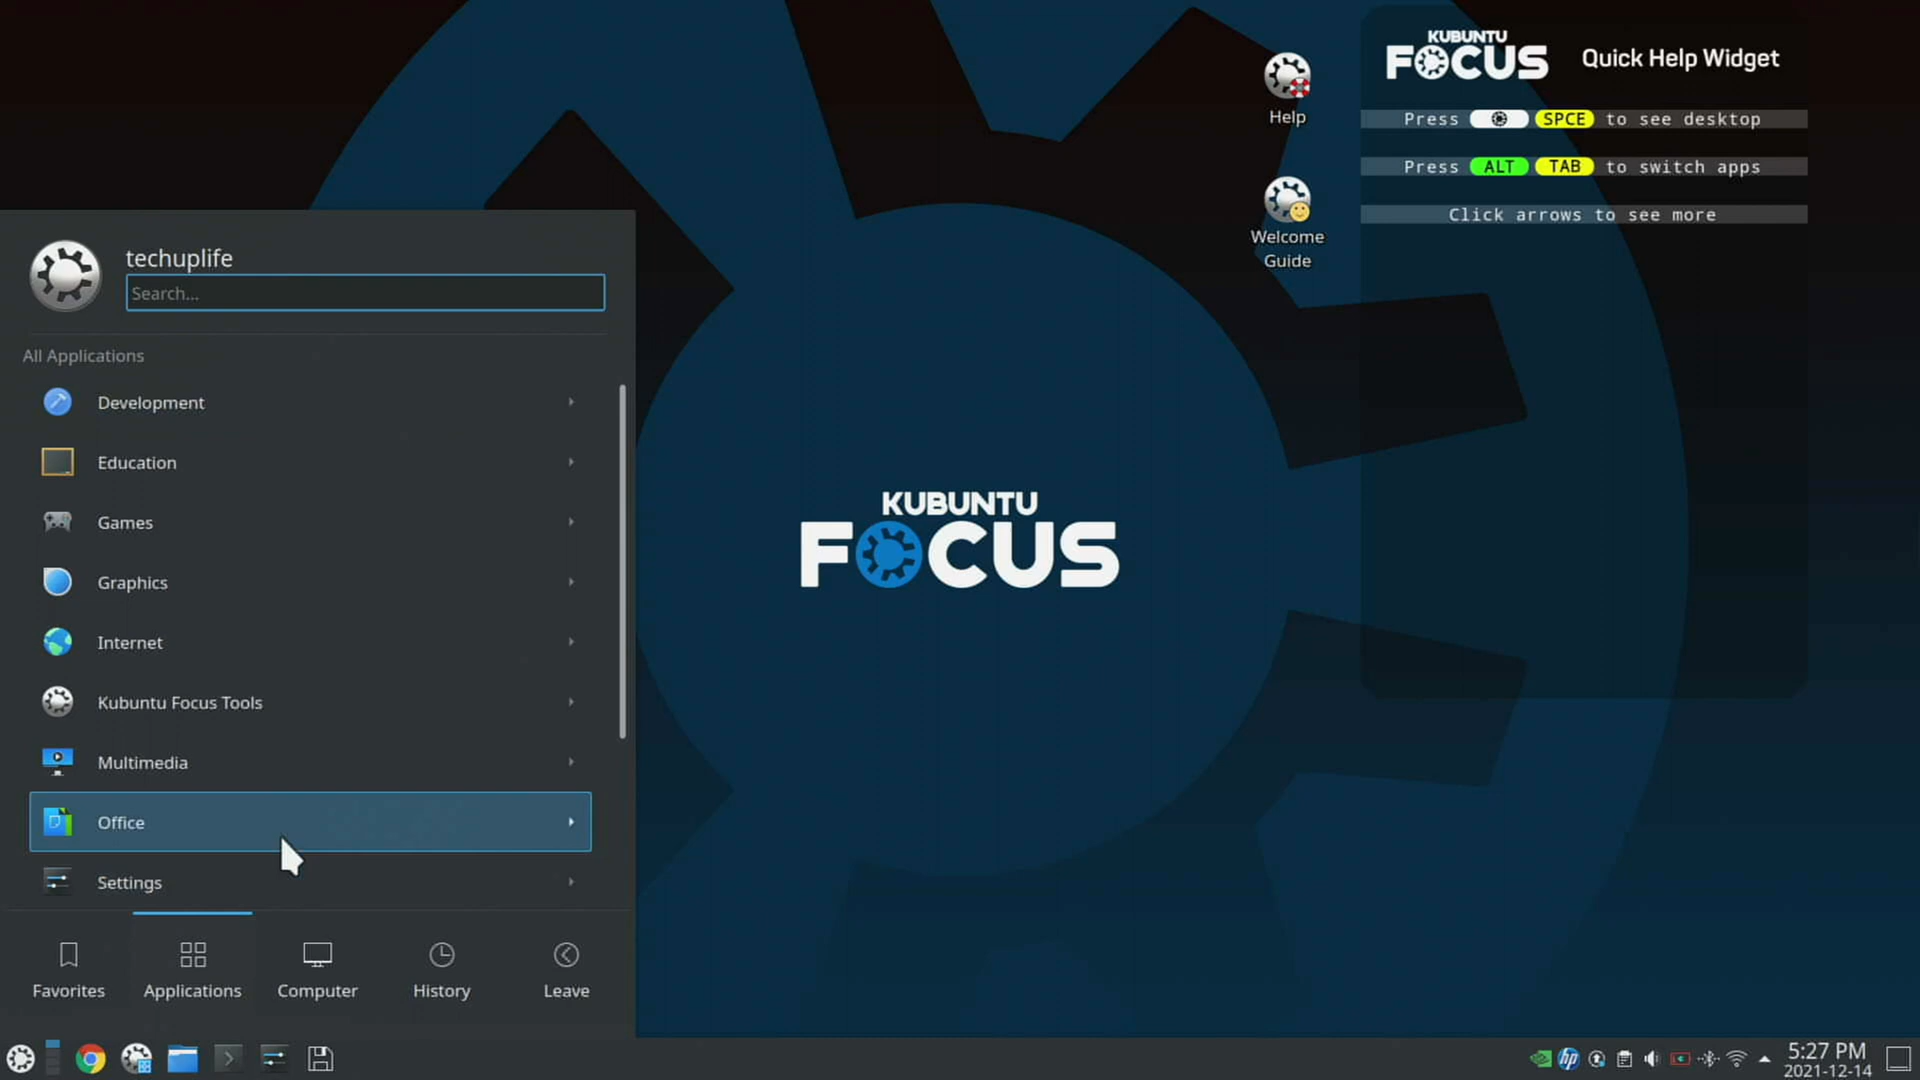 KUBUNTU
FOCUS
Quick Help Widget
Press SPCE to see desktop
Press ALT TAB to switch apps
Click arrows to see more
Help
Welcome
Guide
techuplife
Search...
All Applications
Development
Education
Games
Graphics
Internet
Kubuntu Focus Tools
Multimedia
Office
Settings
KUBUNTU
FOCUS
Favorites
Applications
Computer
History
Leave
hp
5:27 PM
2021-12-14